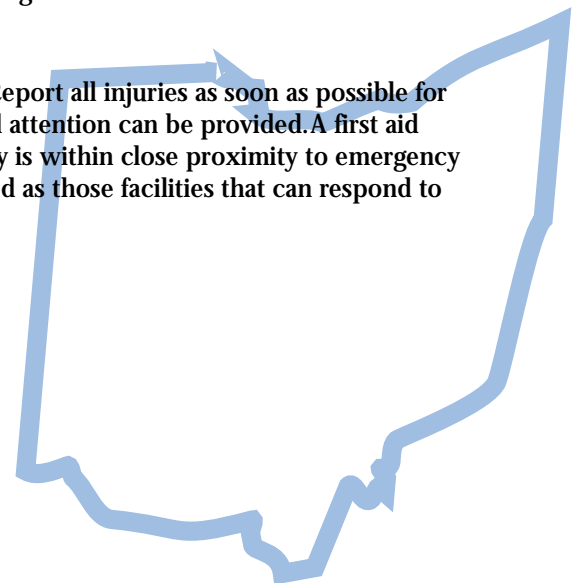 eport all injuries as soon as possible for
attention can be provided.A first aid
y is within close proximity to emergency
d as those facilities that can respond to